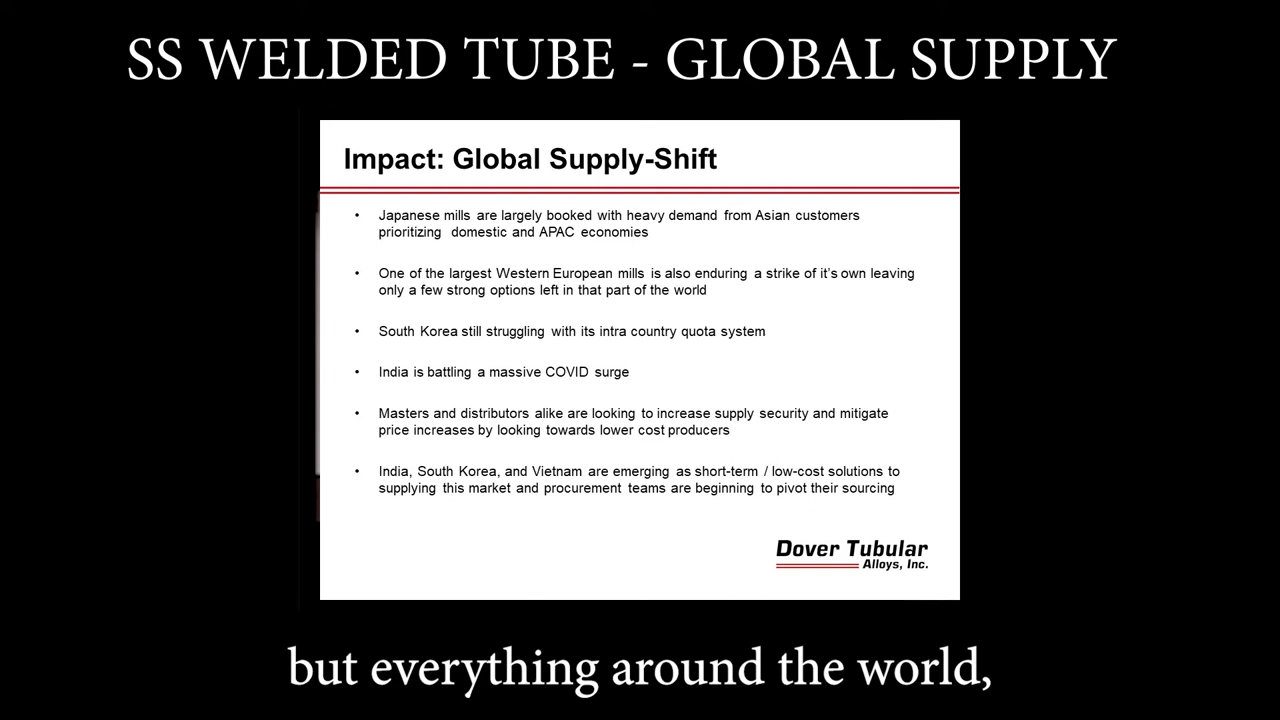 SS WELDED TUBE - GLOBAL SUPPLY
Impact: Global Supply-Shift
• Japanese mills are largely booked with heavy demand from Asian customers
prioritizing domestic and APAC economies
• One of the largest Western European mills is also enduring a strike of it's own leaving
only a few strong options left in that part of the world
• South Korea still struggling with its intra country quota system
• India is battling a massive COVID surge
• Masters and distributors alike are looking to increase supply security and mitigate
price increases by looking towards lower cost producers
• India, South Korea, and Vietnam are emerging as short-term / low-cost solutions to
supplying this market and procurement teams are beginning to pivot their sourcing
Dover Tubular
Alloys, Inc.
but everything around the world,